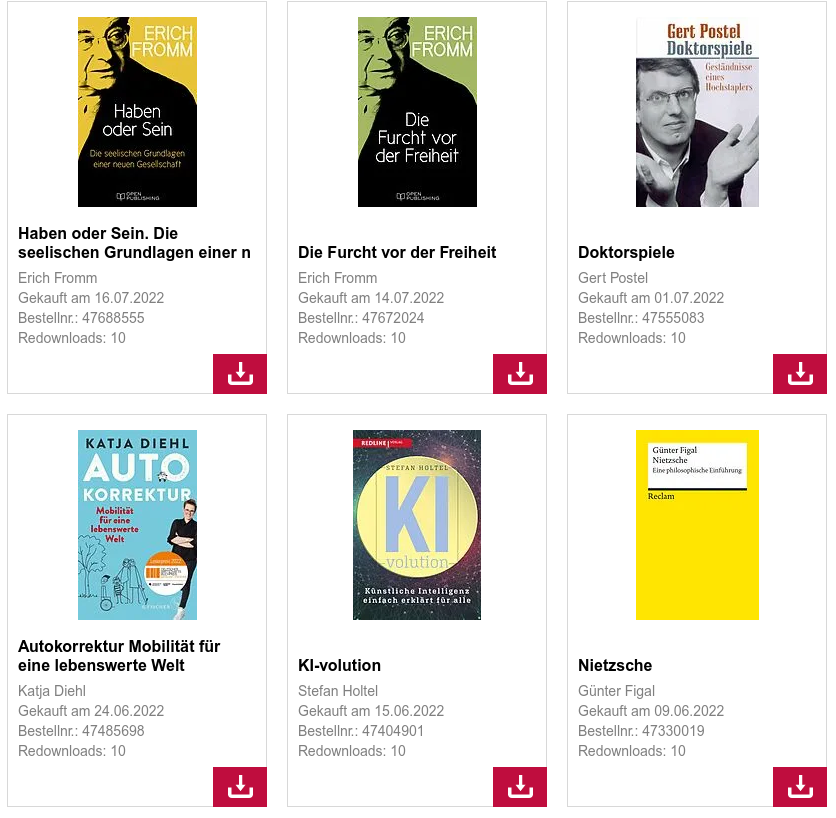 ERICH
FROMM
Haben
oder Sein
Die seelischen Grundlagen
einer neuen Gesellschaft
OPEN
PUBLISHING
Haben oder Sein. Die
seelischen Grundlagen einer n
Erich Fromm
Gekauft am 16.07.2022
Bestellnr.: 47688555
Redownloads: 10
ERICH
FROMM
Die
Furcht vor
der Freiheit
OPEN
PUBLISHING
Die Furcht vor der Freiheit
Erich Fromm
Gekauft am 14.07.2022
Bestellnr.: 47672024
Redownloads: 10
Gert Postel
Doktorspiele
Geständnisse
eines
Hochstaplers
Doktorspiele
Gert Postel
Gekauft am 01.07.2022
Bestellnr.: 47555083
Redownloads: 10
KATJA DIEHL
AUTO
KORREKTUR
Mobilität
für eine
lebenswerte
Welt
S. FISCHER
Autokorrektur Mobilität für
eine lebenswerte Welt
Katja Diehl
Gekauft am 24.06.2022
Bestellnr.: 47485698
Redownloads: 10
REDLINE VERLAG
STEFAN HOLTEL
KI
-volution
Künstliche Intelligenz
einfach erklärt für alle
KI-volution
Stefan Holtel
Gekauft am 15.06.2022
Bestellnr.: 47404901
Redownloads: 10
Günter Figal
Nietzsche
Eine philosophische Einführung
Reclam
Nietzsche
Günter Figal
Gekauft am 09.06.2022
Bestellnr.: 47330019
Redownloads: 10